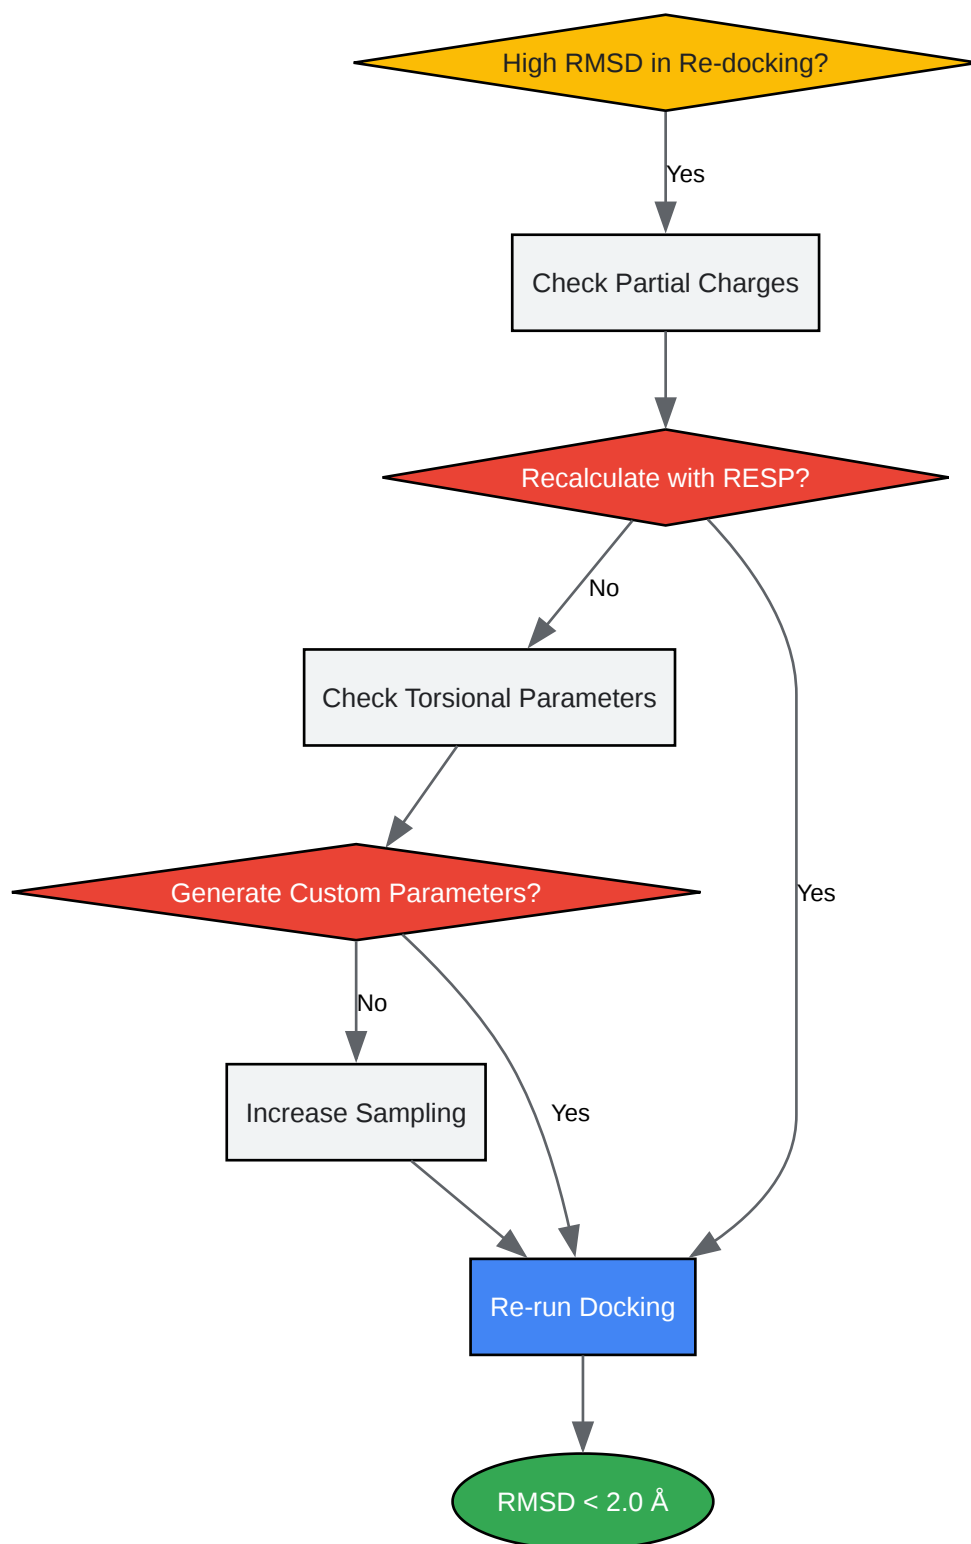 High RMSD in Re-docking?
Yes
Check Partial Charges
Recalculate with RESP?
No
Check Torsional Parameters
Generate Custom Parameters?
Yes
No
Increase Sampling
Yes
Re-run Docking
RMSD < 2.0 Å